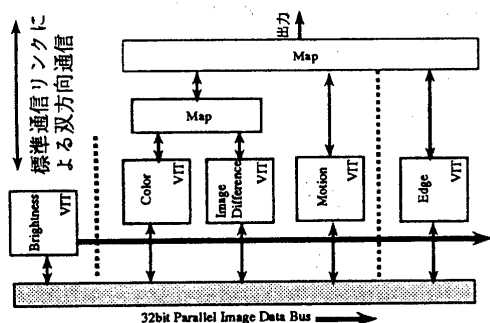 出力
Map
標準通信リンクに
よる双方向通信
Map
Color
VIT
Image
Difference
VIT
Motion
VIT
Edge
VIT
Brightness
VIT
32bit Parallel Image Data Bus